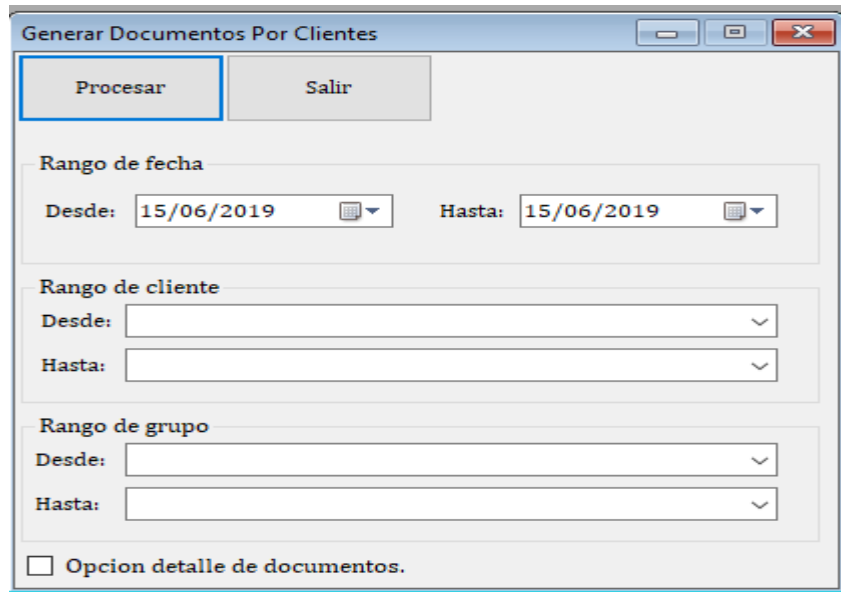 Generar Documentos Por Clientes
Procesar Salir
Rango de fecha
Desde: 15/06/2019 Hasta: 15/06/2019
Rango de cliente
Desde:
Hasta:
Rango de grupo
Desde:
Hasta:
Opcion detalle de documentos.